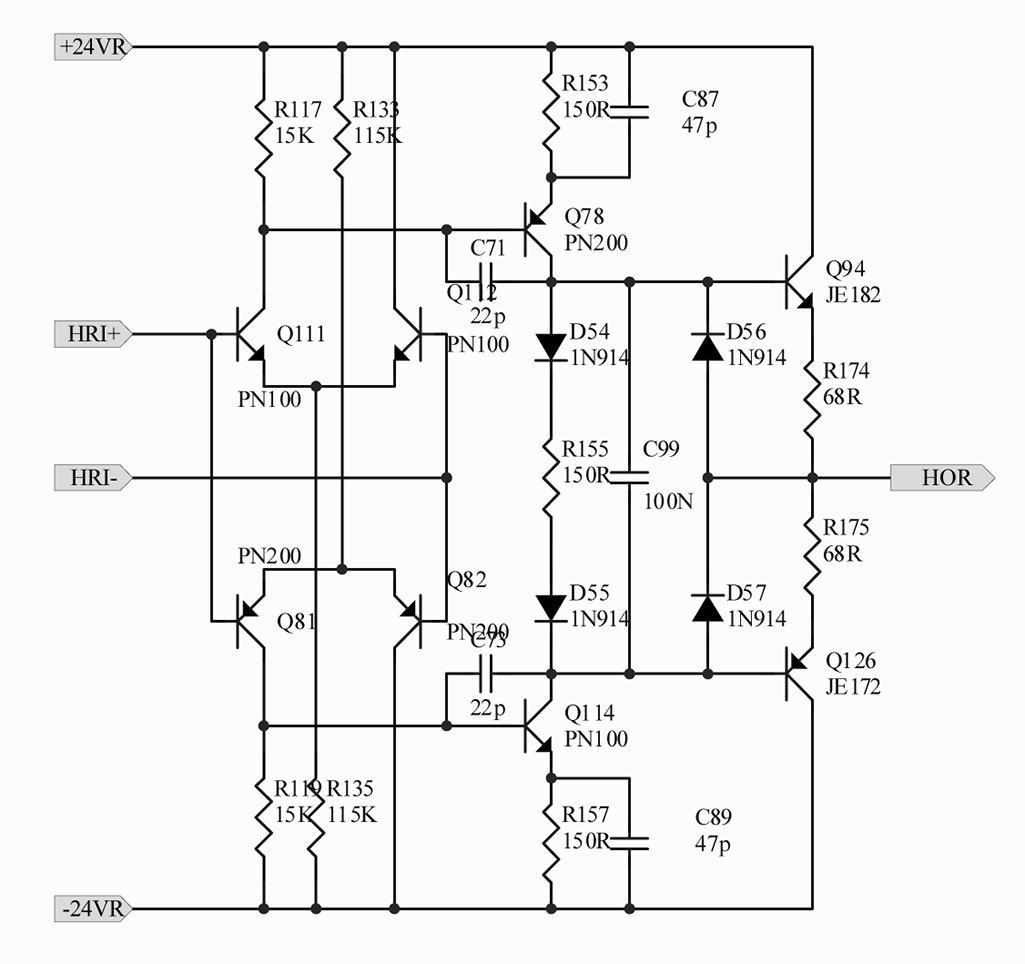 +24VR
R153
150R
C87
47p
R117
15K
R133
115K
Q78
PN200
C71
22p
Q112
PN100
Q94
JE182
HRI+
Q111
PN100
D54
1N914
D56
1N914
R174
68R
R155
150R
C99
100N
HRI-
HOR
R175
68R
PN200
Q81
Q82
PN200
C73
22p
D55
1N914
D57
1N914
Q126
JE172
Q114
PN100
R119
15K
R135
115K
R157
150R
C89
47p
-24VR